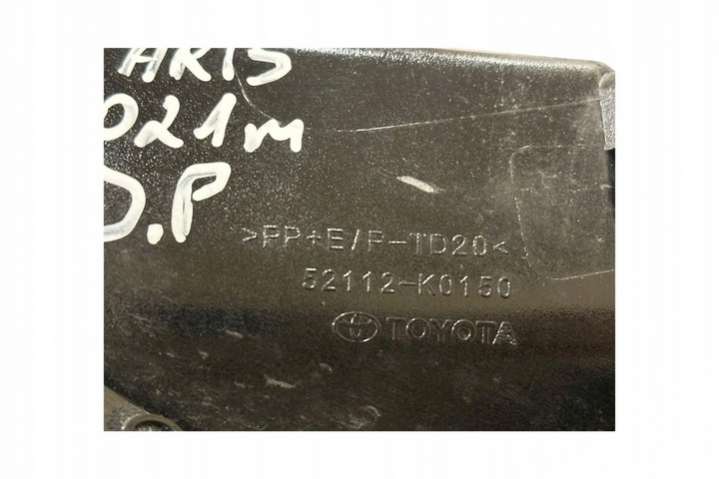 ARIS
021m
D.P
>PP+E/P-TD20<
52112-K0150
TOYOTA